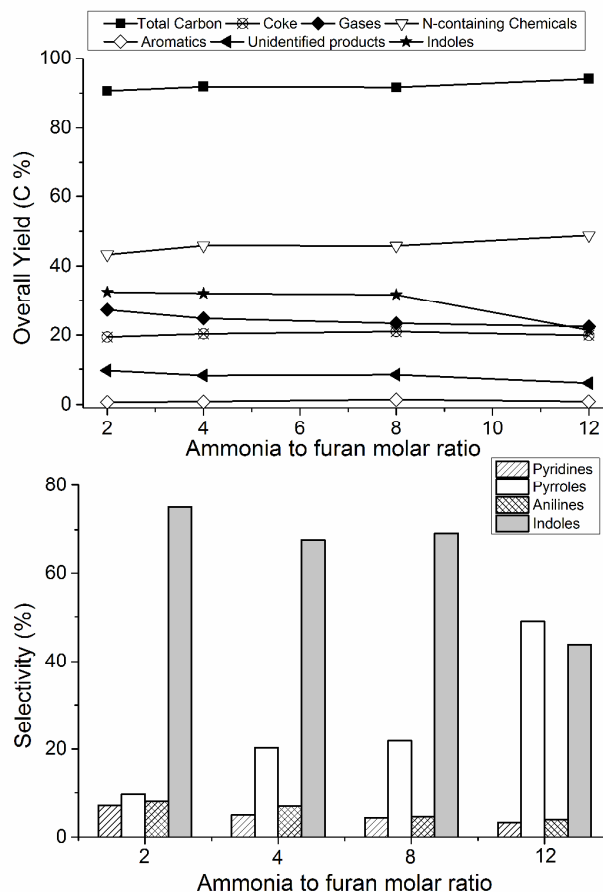 Total Carbon Coke Gases N-containing Chemicals
Aromatics Unidentified products Indoles
100
80
60
40
20
0
Overall Yield (C %)
2 4 6 8 10 12
Ammonia to furan molar ratio
Pyridines
Pyrroles
Anilines
Indoles
80
60
40
20
0
Selectivity (%)
2 4 8 12
Ammonia to furan molar ratio